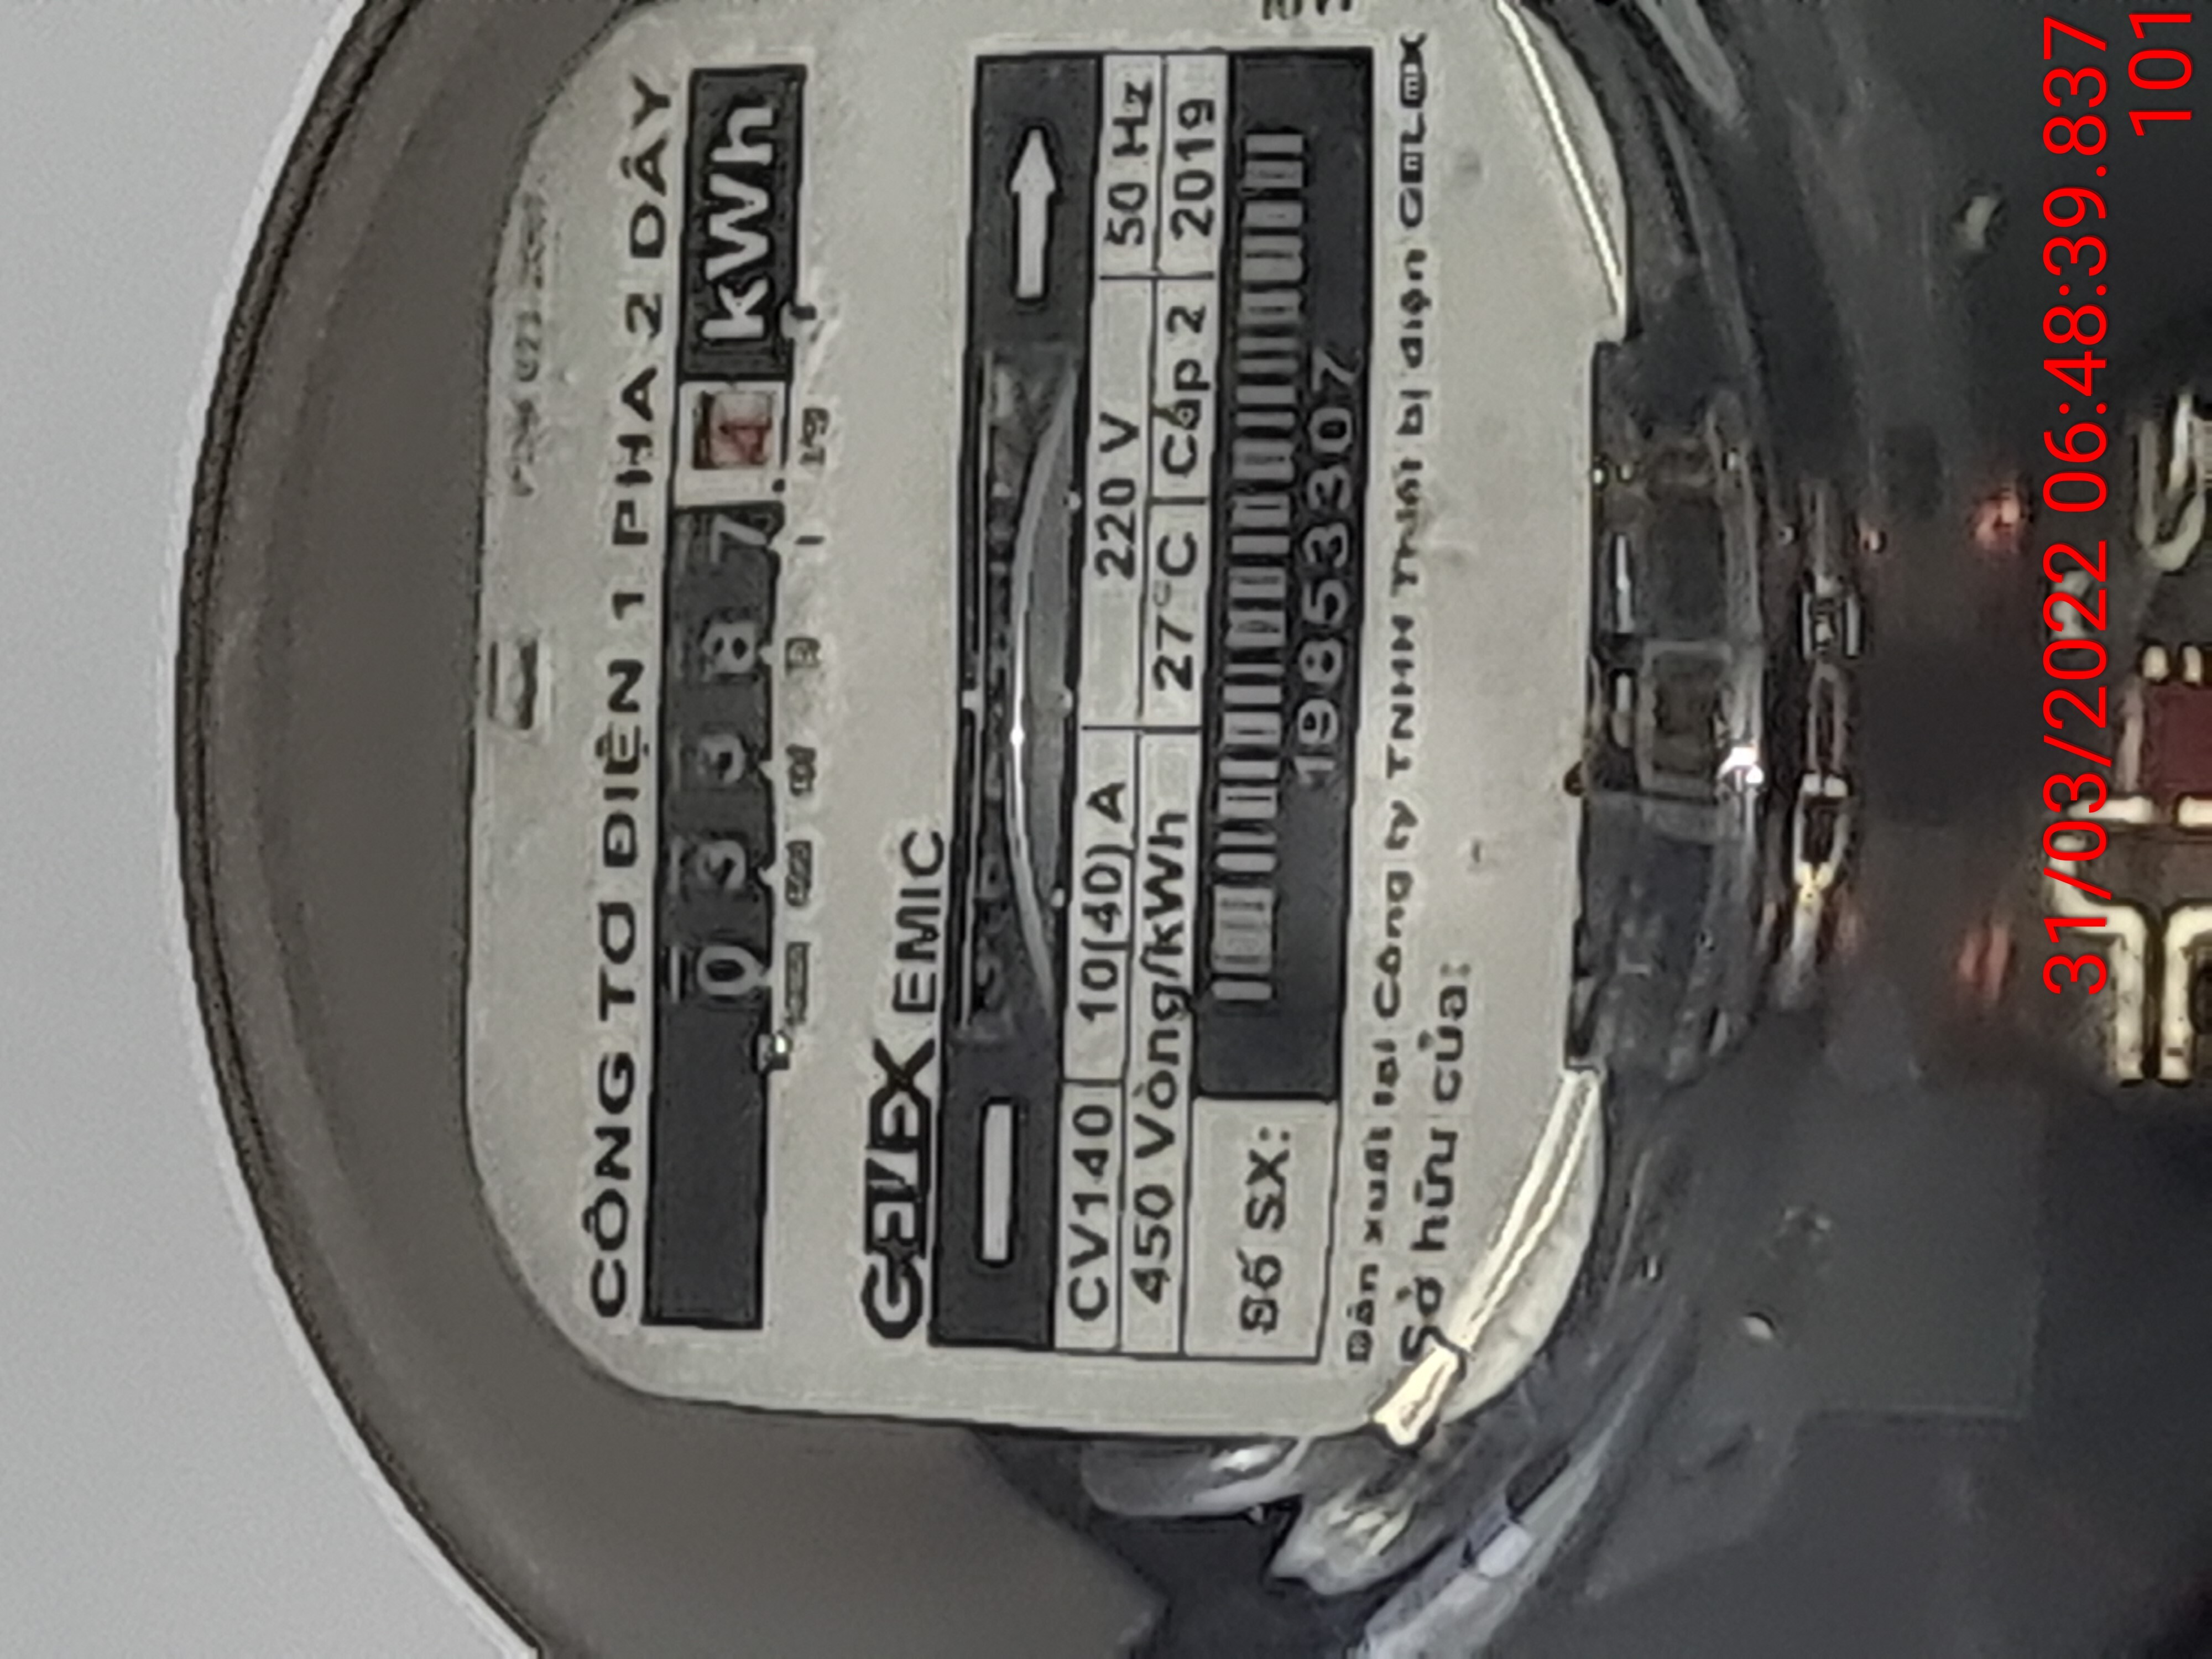 CÔNG TƠ ĐIỆN 1 PHA 2 DÂY
0 3 3 8 7 4 kWh
EMIC
CV140 10(40) A 220 V 50 Hz
450 Vòng/kWh 27°C Cấp 2 2019
Số SX: 19853307
Sản xuất tại Công ty TNHH Thiết bị điện GELEX
Sở hữu của:
31/03/2022 06:48:39.837
101